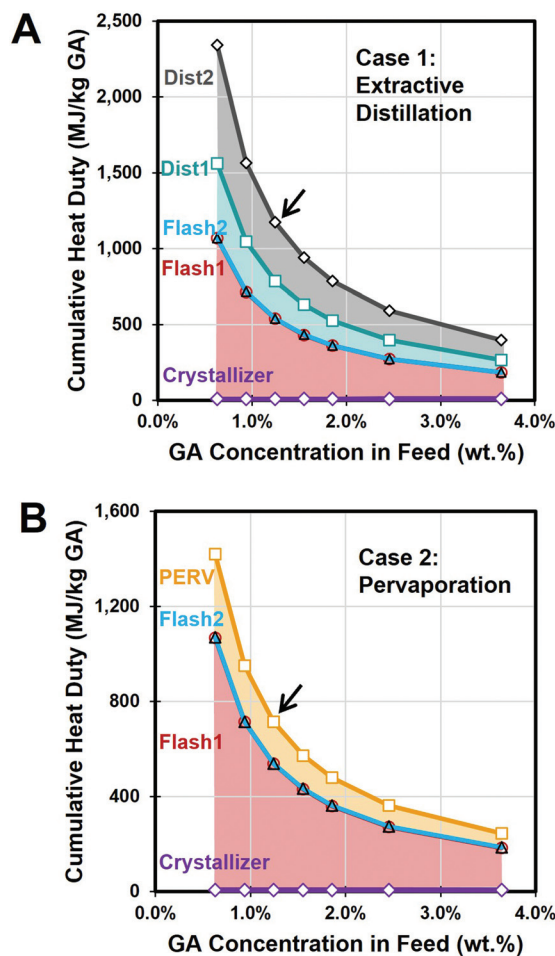 A
Cumulative Heat Duty (MJ/kg GA)
2,500
2,000
1,500
1,000
500
0
Case 1:
Extractive
Distillation
Dist2
Dist1
Flash2
Flash1
Crystallizer
0.0% 1.0% 2.0% 3.0% 4.0%
GA Concentration in Feed (wt.%)
B
Cumulative Heat Duty (MJ/kg GA)
1,600
1,200
800
400
0
Case 2:
Pervaporation
PERV
Flash2
Flash1
Crystallizer
0.0% 1.0% 2.0% 3.0% 4.0%
GA Concentration in Feed (wt.%)